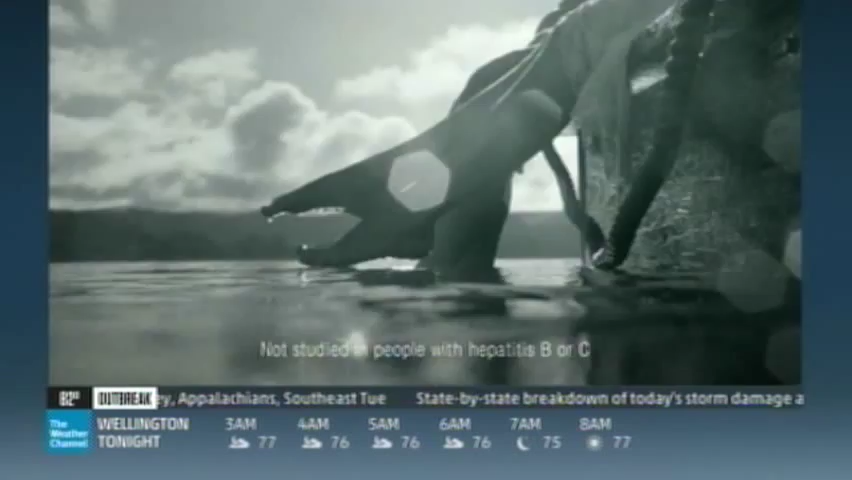 Not studied in people with hepatitis B or C
82° OUTBREAK ey, Appalachians, Southeast Tue State-by-state breakdown of today's storm damage a
The Weather Channel
WELLINGTON TONIGHT
3AM 4AM 5AM 6AM 7AM 8AM
77 76 76 76 75 77